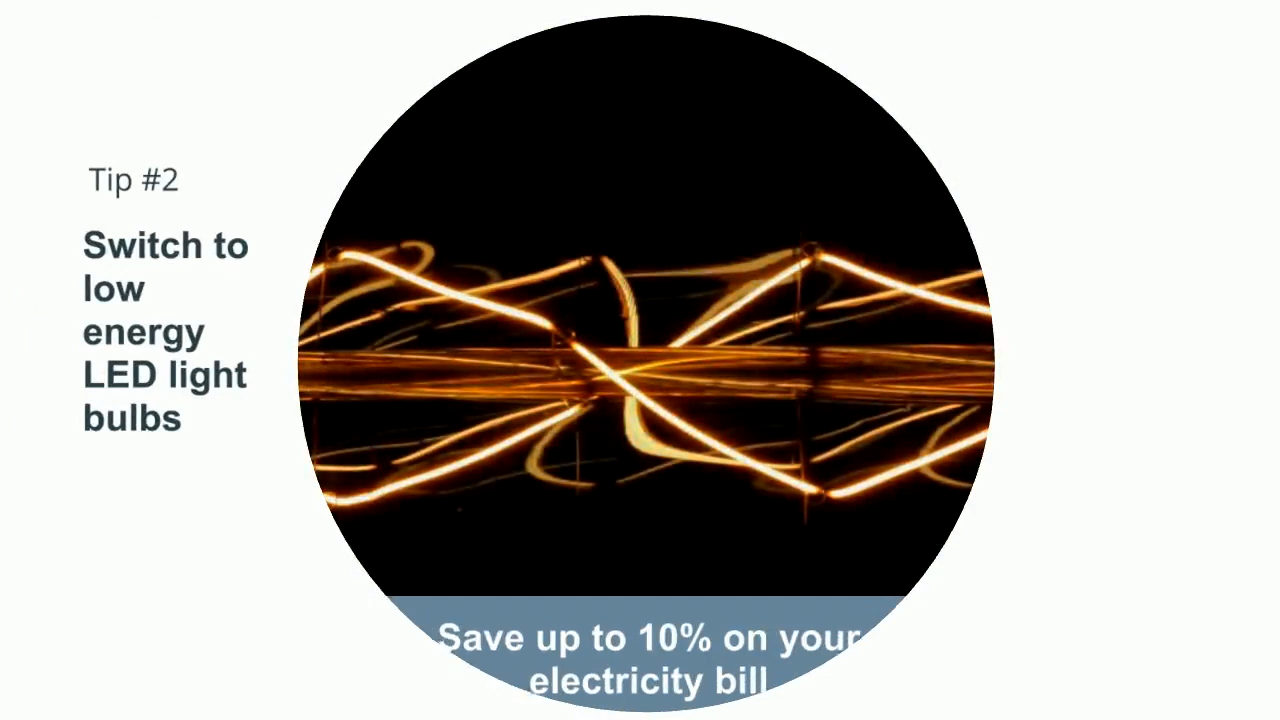 Tip #2
Switch to
low
energy
LED light
bulbs
Save up to 10% on your
electricity bill